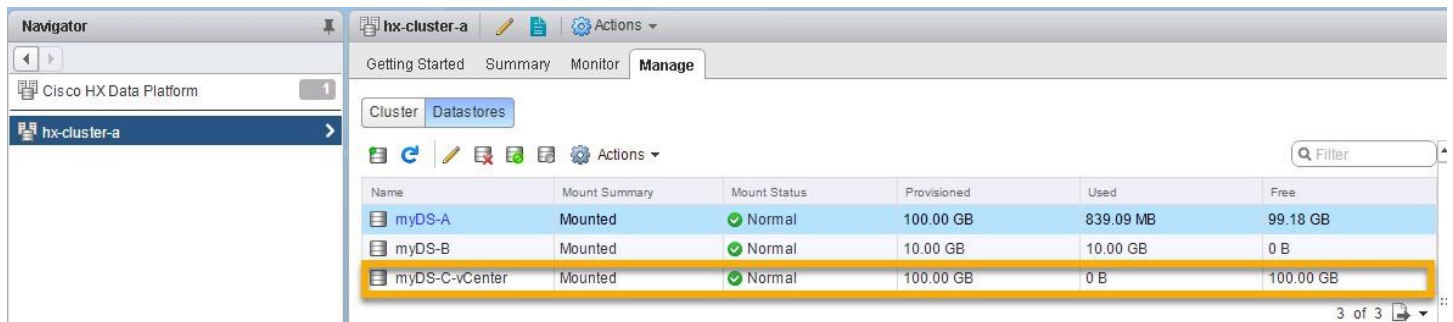 Navigator
hx-cluster-a Actions
Getting Started Summary Monitor Manage
Cisco HX Data Platform 1
Cluster Datastores
hx-cluster-a
Actions Filter
Name Mount Summary Mount Status Provisioned Used Free
myDS-A Mounted Normal 100.00 GB 839.09 MB 99.18 GB
myDS-B Mounted Normal 10.00 GB 10.00 GB 0 B
myDS-C-vCenter Mounted Normal 100.00 GB 0 B 100.00 GB
3 of 3